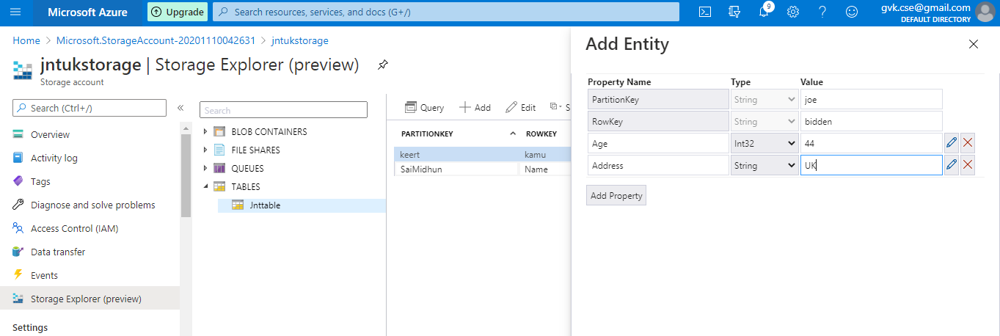 Microsoft Azure
Upgrade
Search resources, services, and docs (G+/)
9
gvk.cse@gmail.com
DEFAULT DIRECTORY
Home > Microsoft.StorageAccount-20201110042631 > jntukstorage
jntukstorage | Storage Explorer (preview)
Storage account
Search (Ctrl+/)
Overview
Activity log
Tags
Diagnose and solve problems
Access Control (IAM)
Data transfer
Events
Storage Explorer (preview)
Settings
Search
BLOB CONTAINERS
FILE SHARES
QUEUES
TABLES
Jnttable
Query Add Edit S
PARTITIONKEY ROWKEY
keert kamu
SaiMidhun Name
Add Entity
Property Name Type Value
PartitionKey String joe
RowKey String bidden
Age Int32 44
Address String UK
Add Property